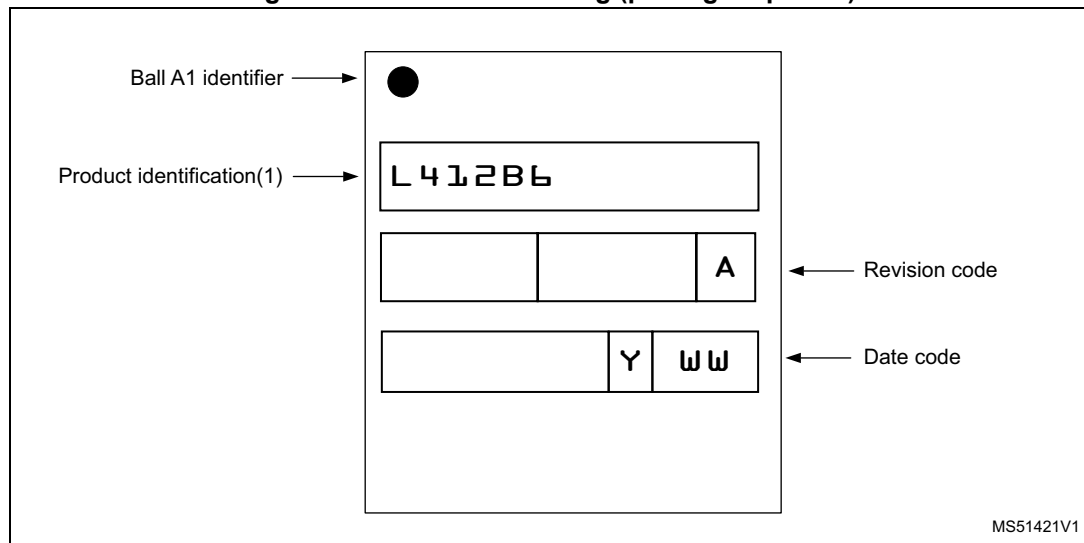 Ball A1 identifier
Product identification(1)
L412B6
A
Revision code
Y WW
Date code
MS51421V1